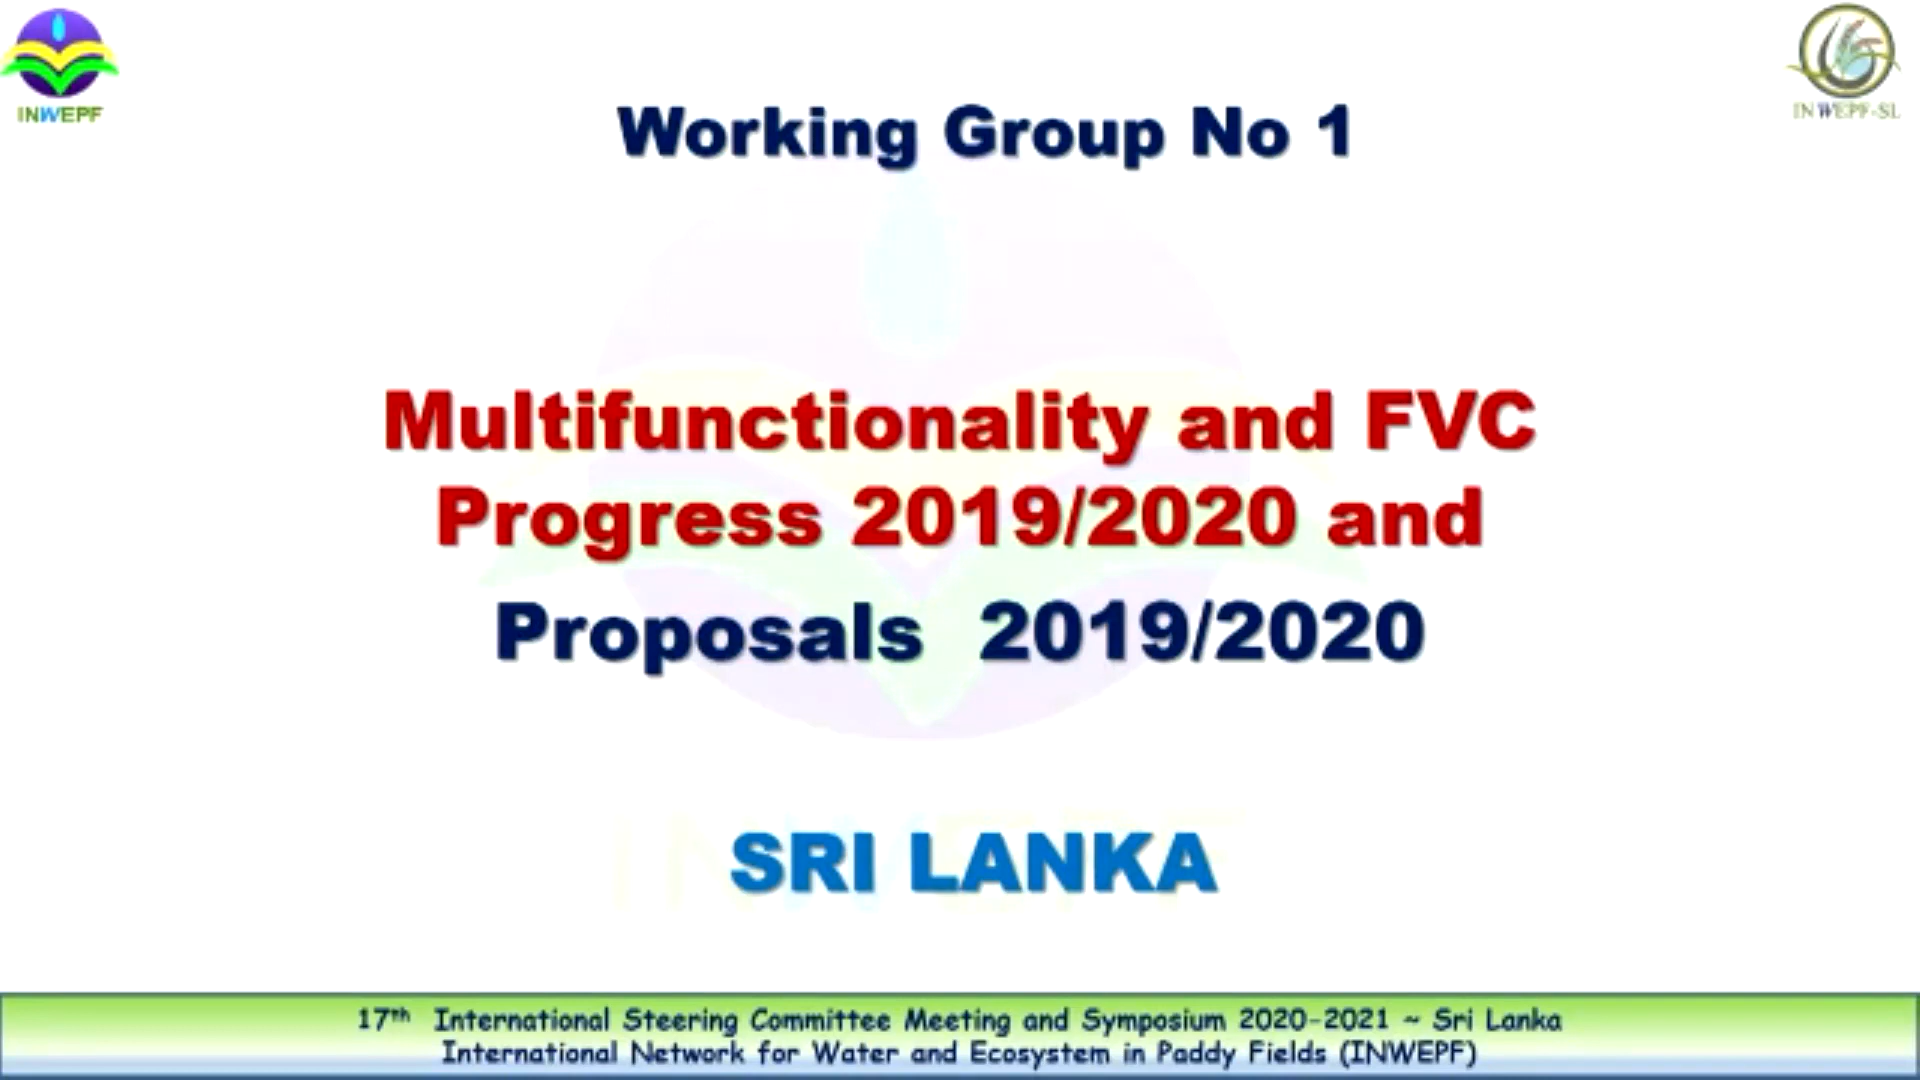 INWEPF
INWEPF-SL
Working Group No 1
Multifunctionality and FVC
Progress 2019/2020 and
Proposals 2019/2020
SRI LANKA
17th International Steering Committee Meeting and Symposium 2020-2021 ~ Sri Lanka
International Network for Water and Ecosystem in Paddy Fields (INWEPF)